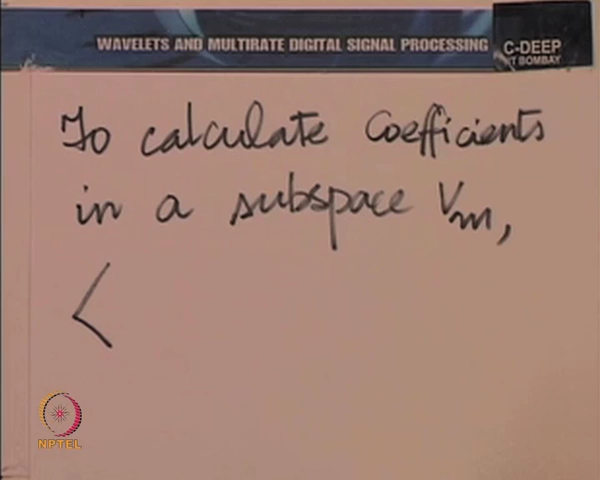 WAVELETS AND MULTIRATE DIGITAL SIGNAL PROCESSING
C-DEEP
IIT BOMBAY
To calculate Coefficients
in a subspace Vm,
<
NPTEL